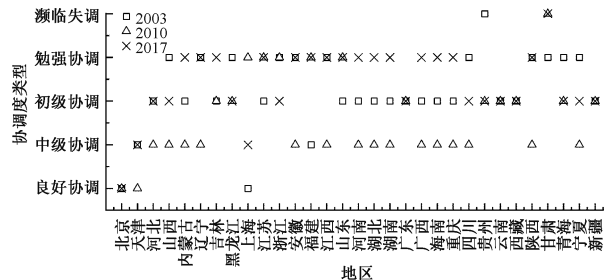 濒临失调
勉强协调
初级协调
中级协调
良好协调
协调度类型
2003
2010
2017
北京
天津
河北
山西
内蒙古
辽宁
吉林
黑龙江
上海
江苏
浙江
安徽
福建
江西
山东
河南
湖北
湖南
广东
广西
海南
重庆
四川
贵州
云南
西藏
陕西
甘肃
青海
宁夏
新疆
地区